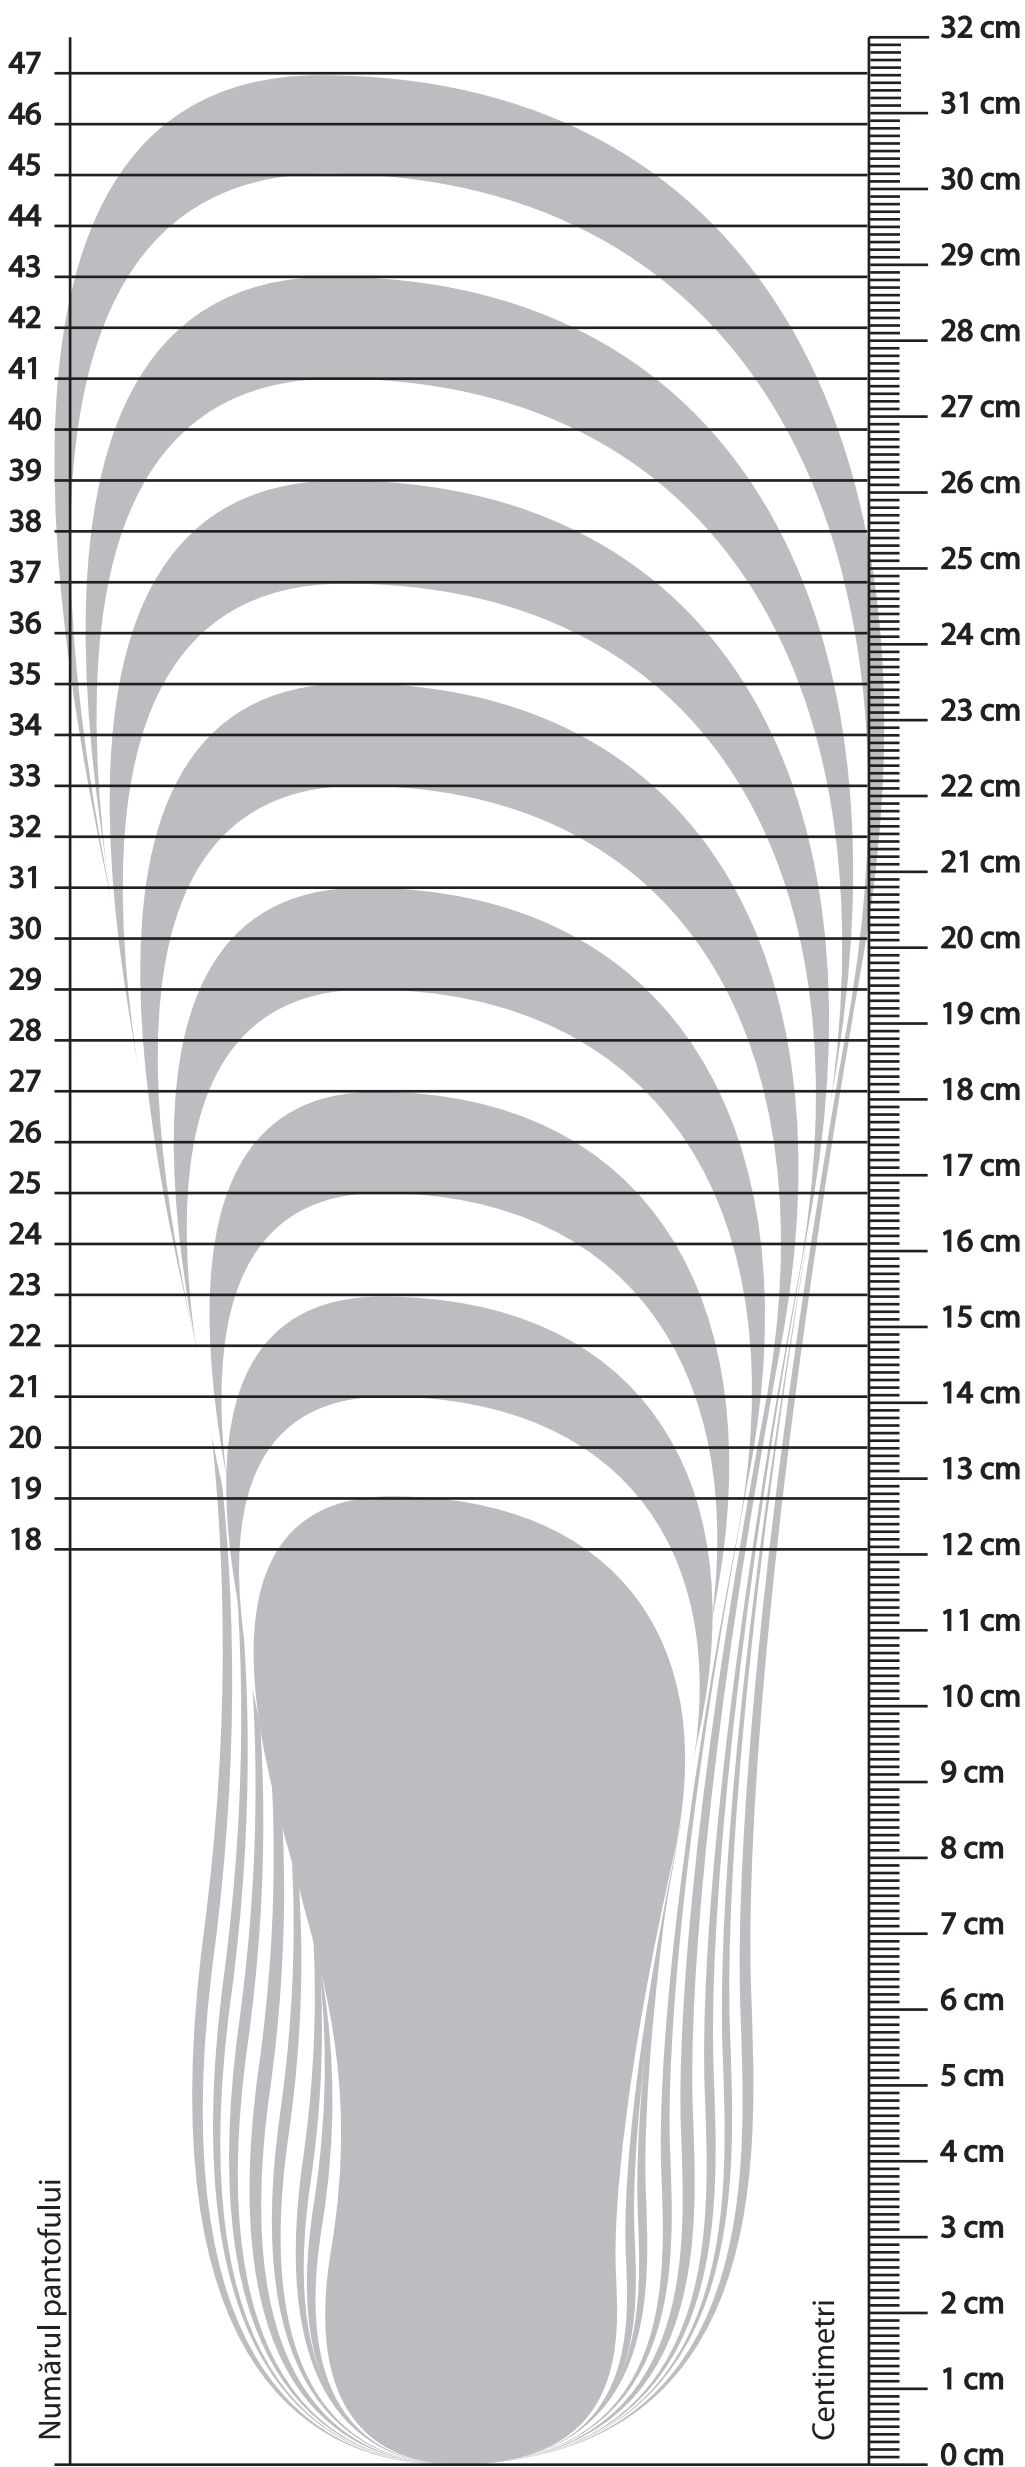 32 cm
47
31 cm
46
45
30 cm
44
29 cm
43
42
28 cm
41
27 cm
40
39
26 cm
38
25 cm
37
36
24 cm
35
23 cm
34
33
22 cm
32
21 cm
31
30
20 cm
29
19 cm
28
27
18 cm
26
17 cm
25
24
16 cm
23
15 cm
22
21
14 cm
20
13 cm
19
18
12 cm
11 cm
10 cm
9 cm
8 cm
7 cm
6 cm
5 cm
4 cm
3 cm
2 cm
1 cm
0 cm
Numărul pantofului
Centimetri